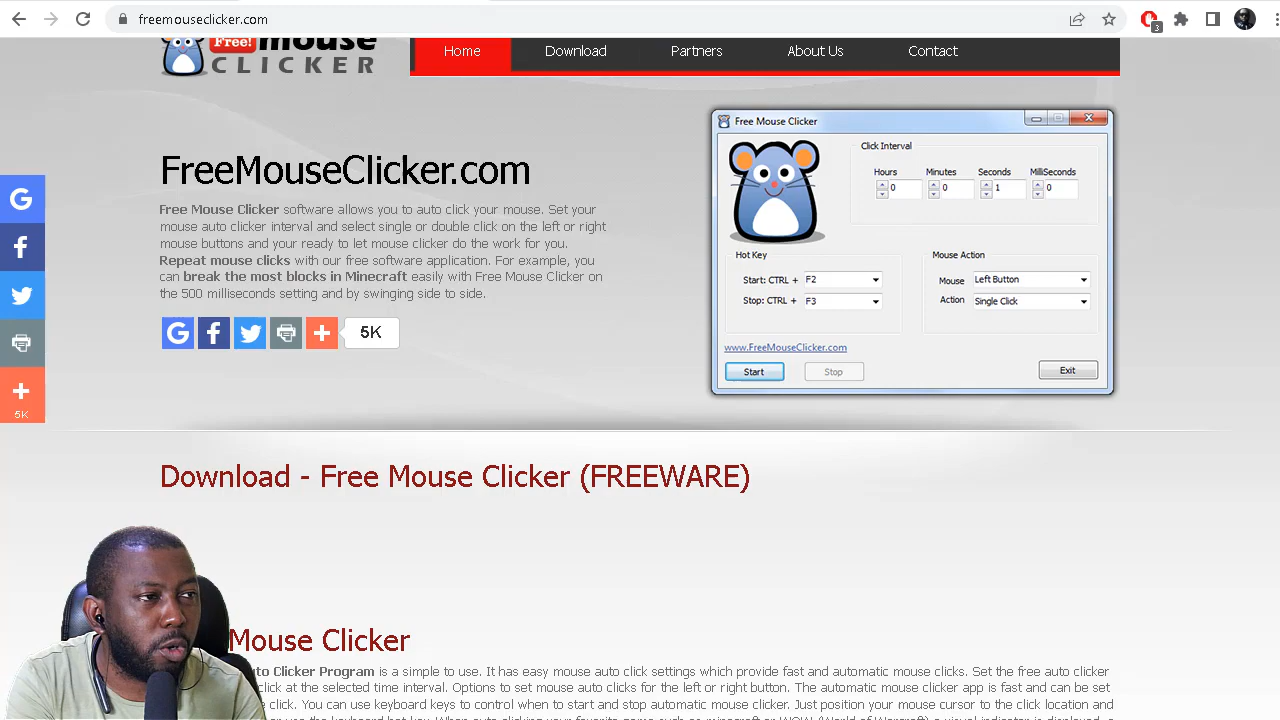 freemouseclicker.com
3
Free! mouse
CLICKER
Home Download Partners About Us Contact
FreeMouseClicker.com
Free Mouse Clicker software allows you to auto click your mouse. Set your
mouse auto clicker interval and select single or double click on the left or right
mouse buttons and your ready to let mouse clicker to the work for you.
Repeat mouse clicks with our free software application. For example, you
can break the most blocks in Minecraft easily with Free Mouse Clicker on
the 500 milliseconds setting and by swinging side to side.
5K
5K
Free Mouse Clicker
Click Interval
Hours Minutes Seconds MilliSeconds
0 0 1 0
Hot Key
Start: CTRL + F2
Stop: CTRL + F3
Mouse Action
Mouse Left Button
Action Single Click
www.FreeMouseClicker.com
Start Stop Exit
Download - Free Mouse Clicker (FREEWARE)
Mouse Clicker
Clicker Program is a simple to use. It has easy mouse auto click settings which provide fast and automatic mouse clicks. Set the free auto clicker
click at the selected time interval. Options to set mouse auto clicks for the left or right button. The automatic mouse clicker app is fast and can be set
click. You can use keyboard keys to control when to start and stop automatic mouse clicker. Just position your mouse cursor to the click location and